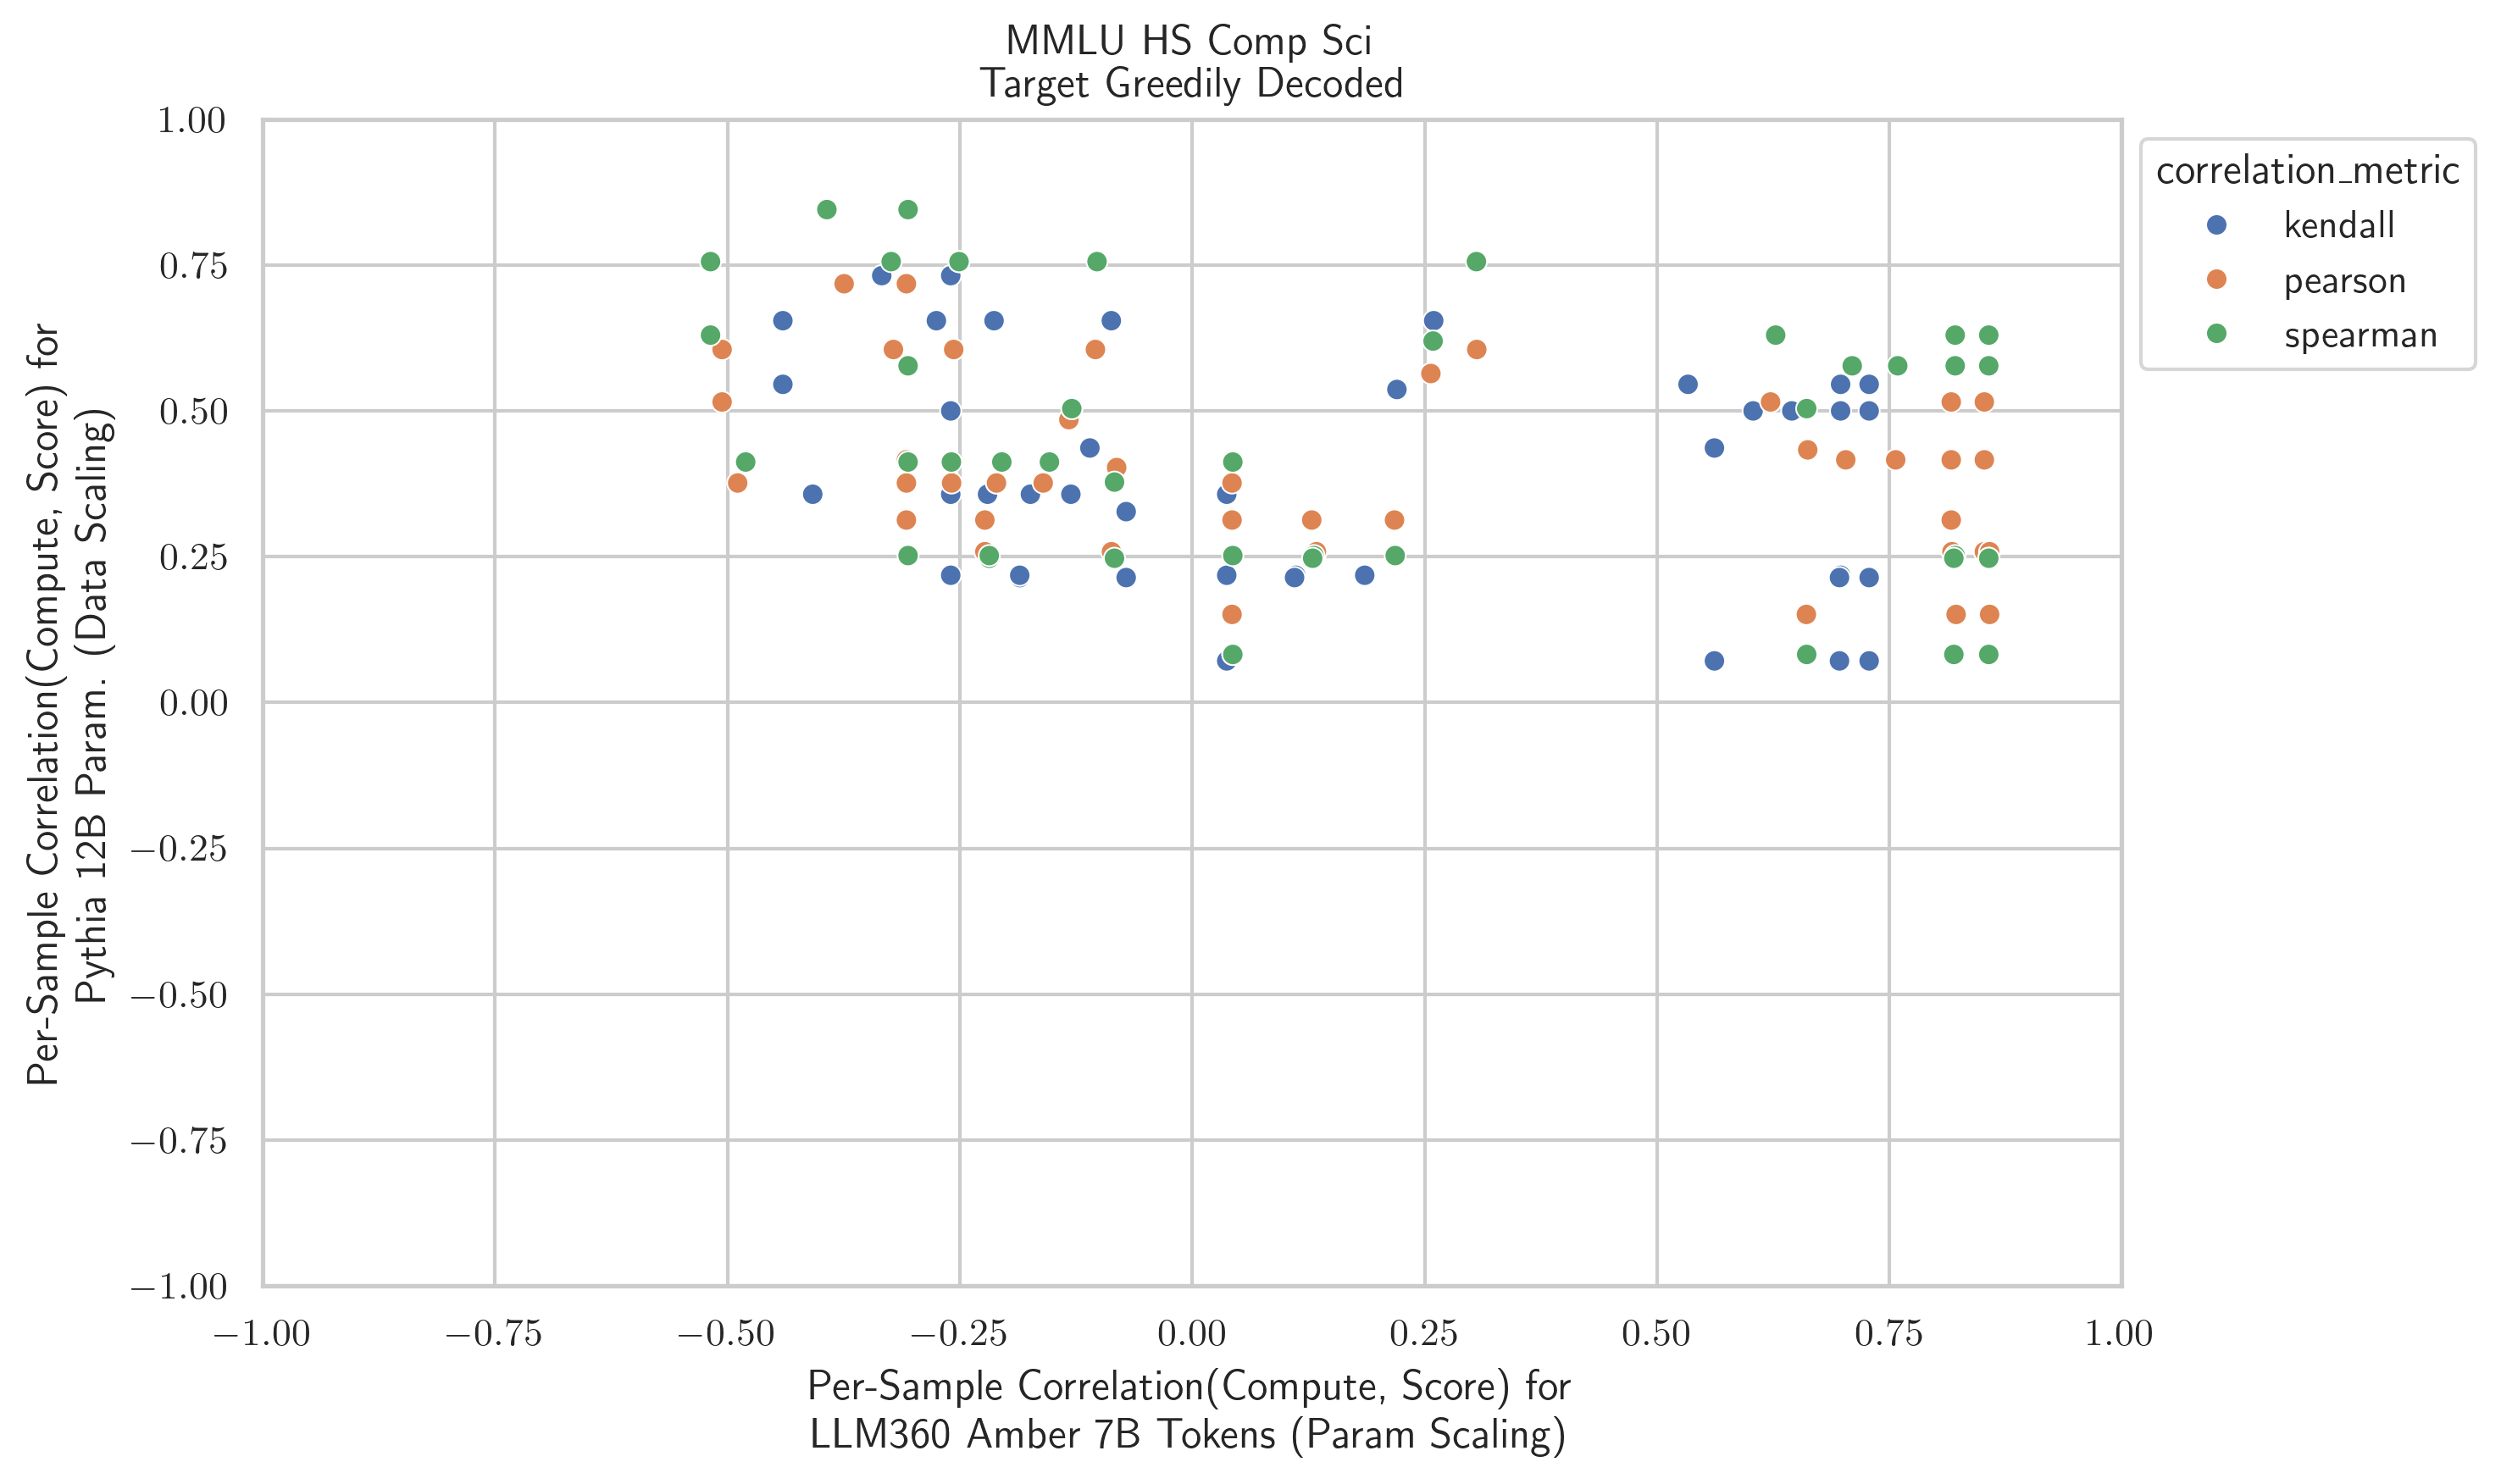 MMLU HS Comp Sci
Target Greedily Decoded
Per-Sample Correlation(Compute, Score) for
Pythia 12B Param. (Data Scaling)
1.00
0.75
0.50
0.25
0.00
−0.25
−0.50
−0.75
−1.00
−1.00 −0.75 −0.50 −0.25 0.00 0.25 0.50 0.75 1.00
Per-Sample Correlation(Compute, Score) for
LLM360 Amber 7B Tokens (Param Scaling)
correlation_metric
kendall
pearson
spearman